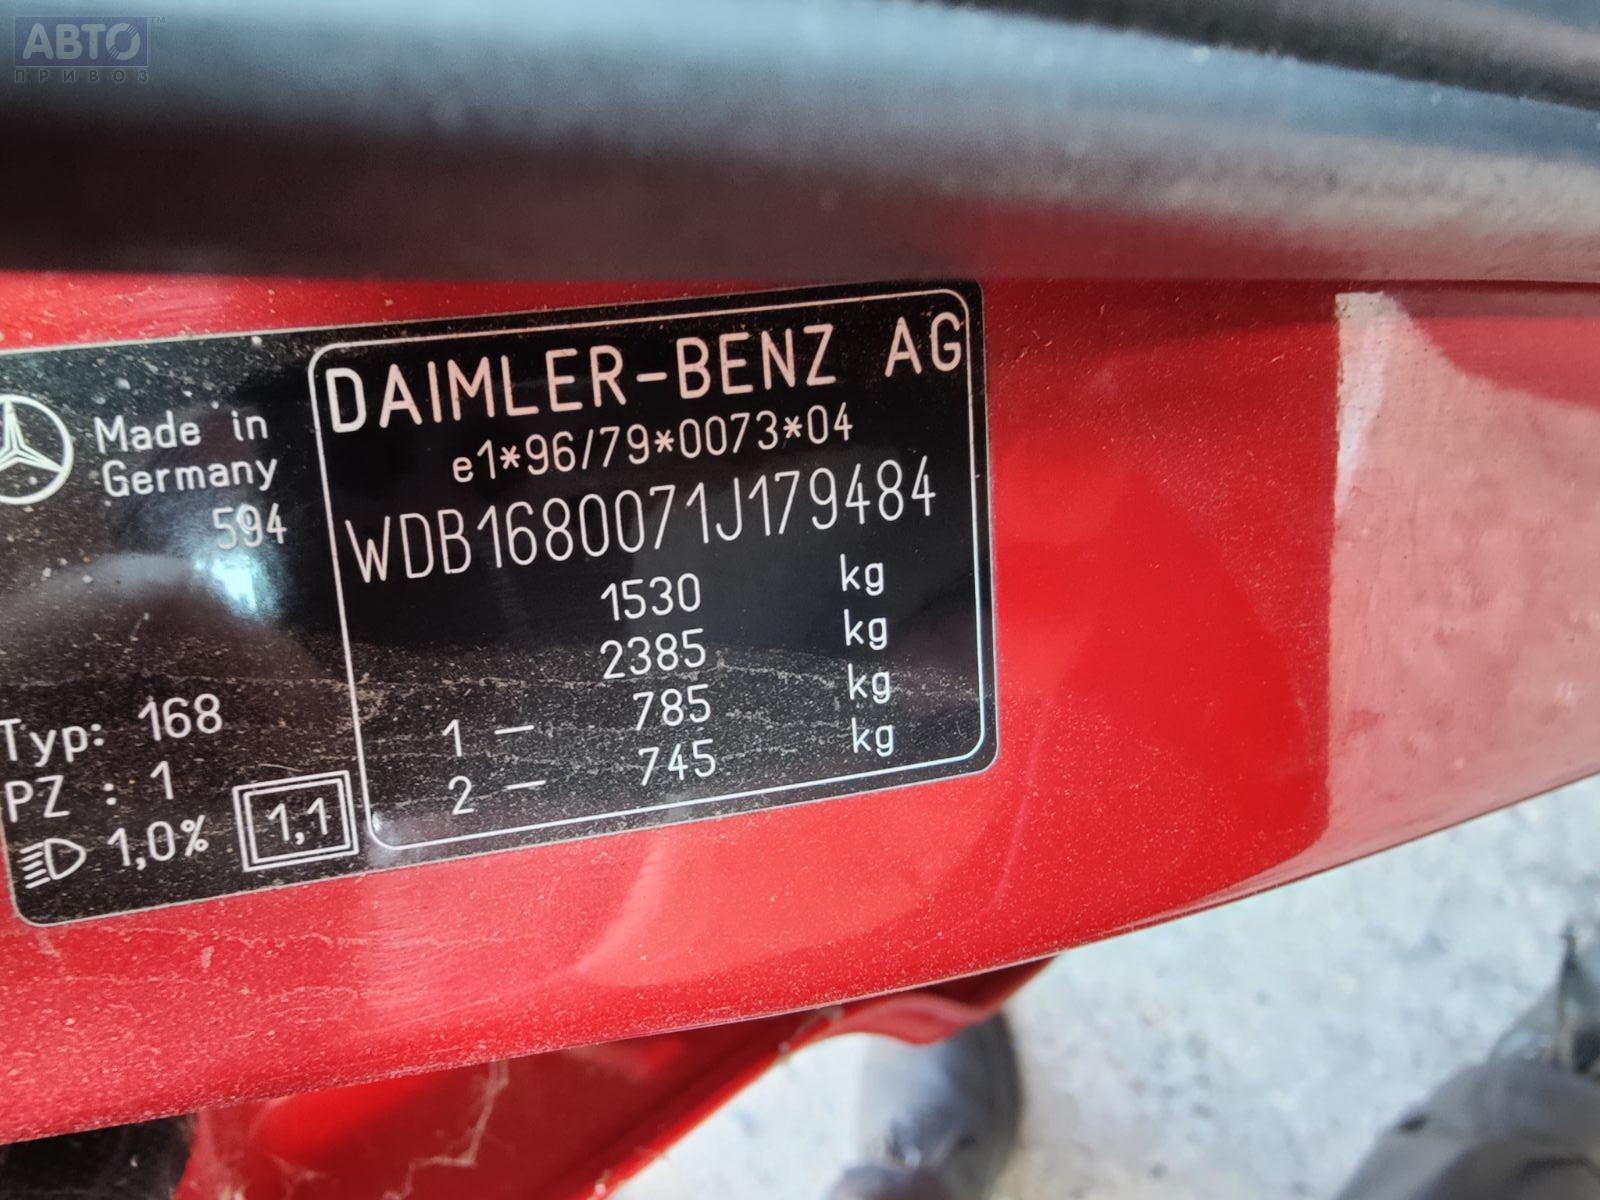 АВТО™
ПРИВОЗ
Made in
Germany
594
Typ: 168
PZ : 1
1,0%
1,1
DAIMLER-BENZ AG
e1*96/79*0073*04
WDB1680071J179484
1530 kg
2385 kg
1 — 785 kg
2 — 745 kg